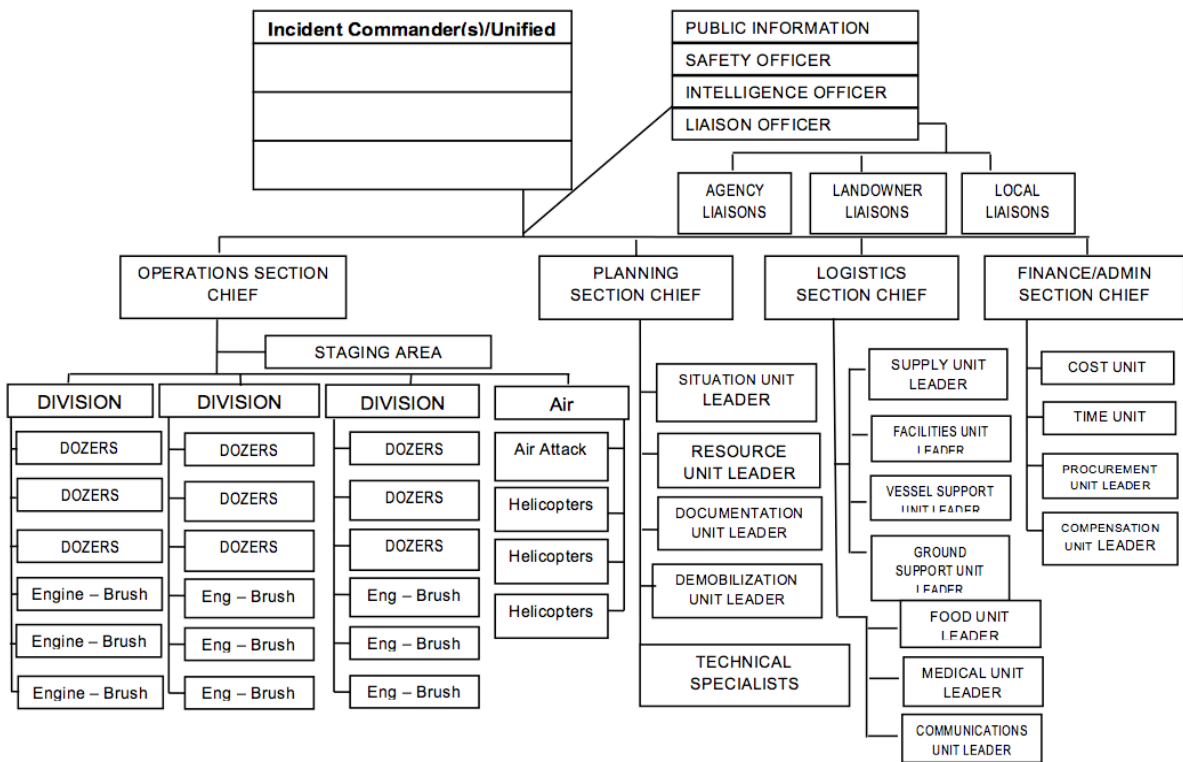 Incident Commander(s)/Unified
PUBLIC INFORMATION
SAFETY OFFICER
INTELLIGENCE OFFICER
LIAISON OFFICER
AGENCY
LIAISONS
LANDOWNER
LIAISONS
LOCAL
LIAISONS
OPERATIONS SECTION
CHIEF
PLANNING
SECTION CHIEF
LOGISTICS
SECTION CHIEF
FINANCE/ADMIN
SECTION CHIEF
STAGING AREA
DIVISION
DOZERS
DOZERS
DOZERS
Engine – Brush
Engine – Brush
Engine – Brush
DIVISION
DOZERS
DOZERS
DOZERS
Eng – Brush
Eng – Brush
Eng – Brush
DIVISION
DOZERS
DOZERS
DOZERS
Eng – Brush
Eng – Brush
Eng – Brush
Air
Air Attack
Helicopters
Helicopters
Helicopters
SITUATION UNIT
LEADER
RESOURCE
UNIT LEADER
DOCUMENTATION
UNIT LEADER
DEMOBILIZATION
UNIT LEADER
TECHNICAL
SPECIALISTS
SUPPLY UNIT
LEADER
FACILITIES UNIT
LEADER
VESSEL SUPPORT
UNIT LEADER
GROUND
SUPPORT UNIT
LEADER
FOOD UNIT
LEADER
MEDICAL UNIT
LEADER
COMMUNICATIONS
UNIT LEADER
COST UNIT
TIME UNIT
PROCUREMENT
UNIT LEADER
COMPENSATION
UNIT LEADER